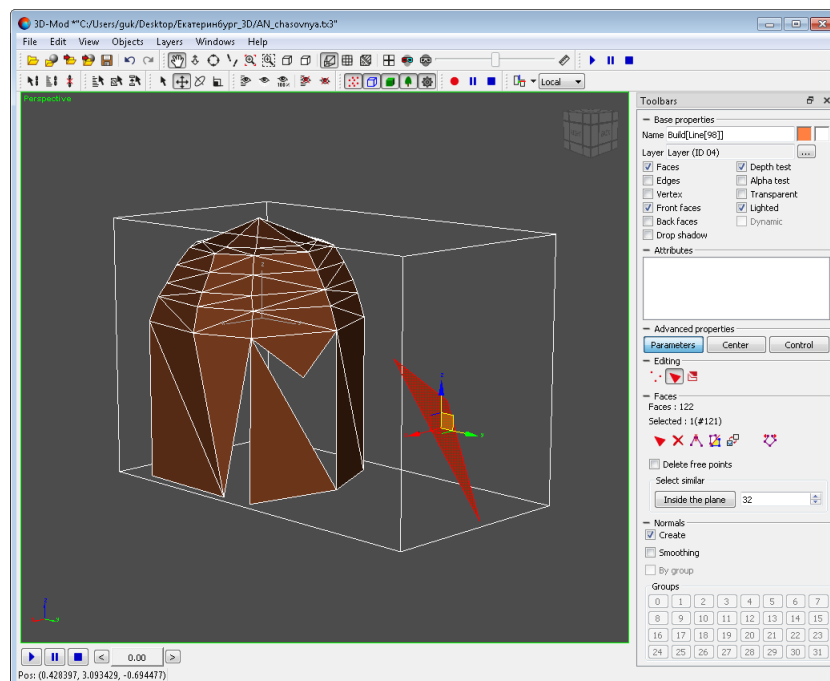 3D-Mod *"C:/Users/guk/Desktop/Екатеринбург_3D/AN_chasovnya.tx3"
File Edit View Objects Layers Windows Help
100%
Local
Perspective
Toolbars
Base properties
Name Build[Line[98]]
Layer Layer (ID 04) ...
Faces Depth test
Edges Alpha test
Vertex Transparent
Front faces Lighted
Back faces Dynamic
Drop shadow
Attributes
Advanced properties
Parameters Center Control
Editing
Faces
Faces : 122
Selected : 1(#121)
Delete free points
Select similar
Inside the plane 32
Normals
Create
Smoothing
By group
Groups
0 1 2 3 4 5 6 7
8 9 10 11 12 13 14 15
16 17 18 19 20 21 22 23
24 25 26 27 28 29 30 31
< 0.00 >
Pos: (0.428397, 3.093429, -0.694477)